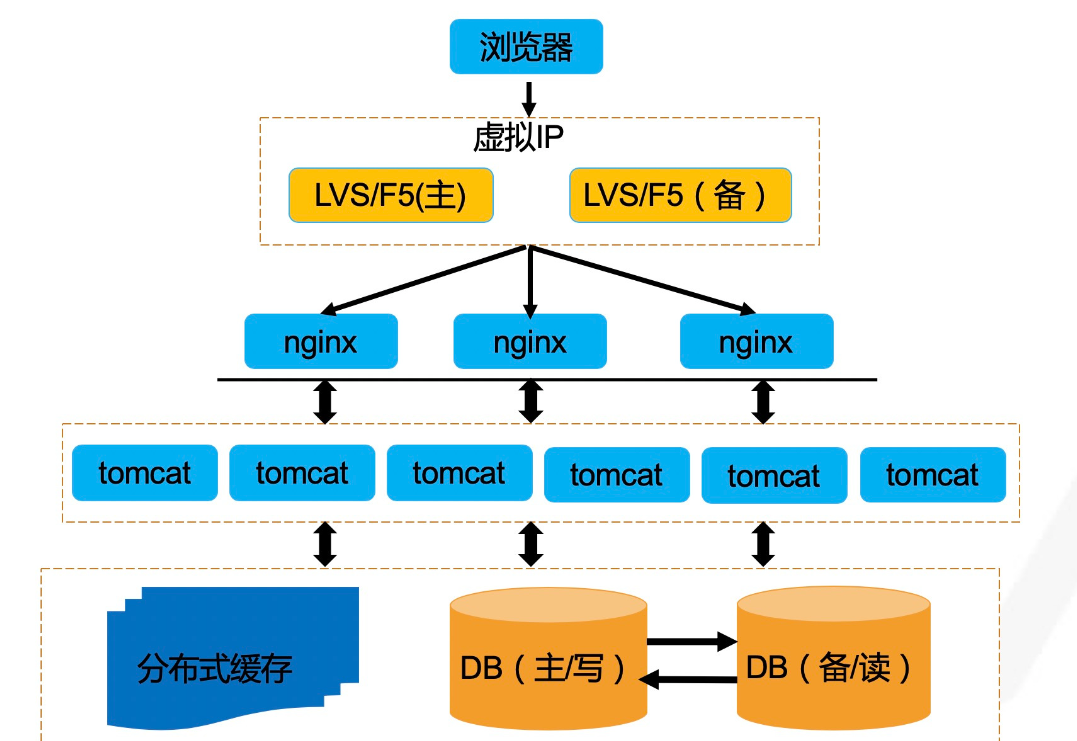 浏览器
虚拟IP
LVS/F5(主)
LVS/F5（备）
nginx
nginx
nginx
tomcat
tomcat
tomcat
tomcat
tomcat
tomcat
分布式缓存
DB（主/写）
DB（备/读）